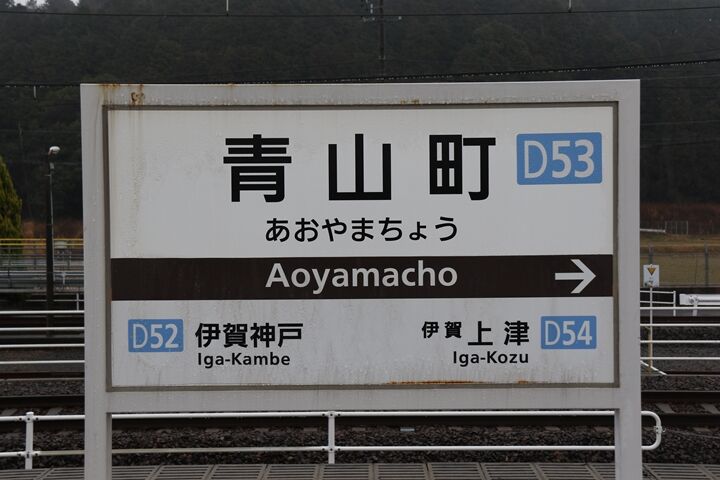 青山町 D53
あおやまちょう
Aoyamacho →
D52 伊賀神戸 伊賀上津 D54
Iga-Kambe Iga-Kozu